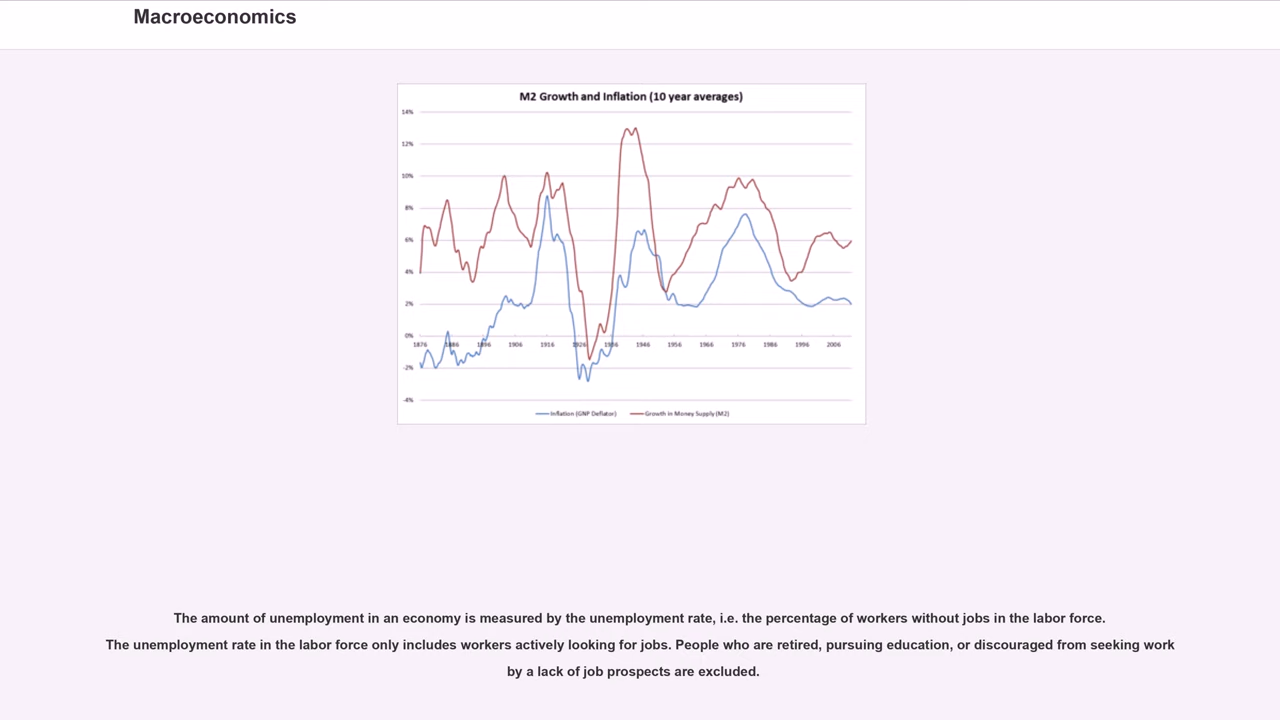 Macroeconomics
M2 Growth and Inflation (10 year averages)
14%
12%
10%
8%
6%
4%
2%
0%
1876 1886 1896 1906 1916 1926 1936 1946 1956 1966 1976 1986 1996 2006
-2%
-4%
Inflation (GNP Deflator) Growth in Money Supply (M2)
The amount of unemployment in an economy is measured by the unemployment rate, i.e. the percentage of workers without jobs in the labor force.
The unemployment rate in the labor force only includes workers actively looking for jobs. People who are retired, pursuing education, or discouraged from seeking work
by a lack of job prospects are excluded.